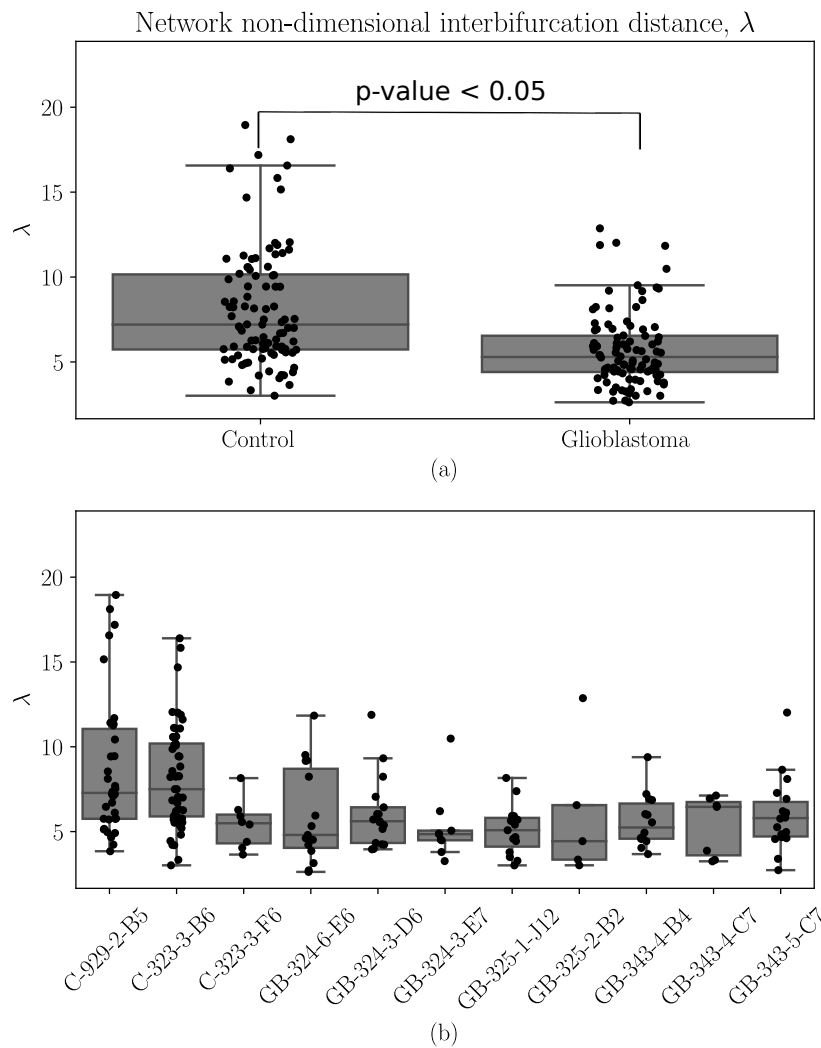 Network non-dimensional interbifurcation distance, λ
p-value < 0.05
20
15
10
5
λ
Control
Glioblastoma
(a)
20
15
10
5
λ
C-929-2-B5
C-323-3-B6
C-323-3-F6
GB-324-6-E6
GB-324-3-D6
GB-324-3-E7
GB-325-1-J12
GB-325-2-B2
GB-343-4-B4
GB-343-4-C7
GB-343-5-C7
(b)